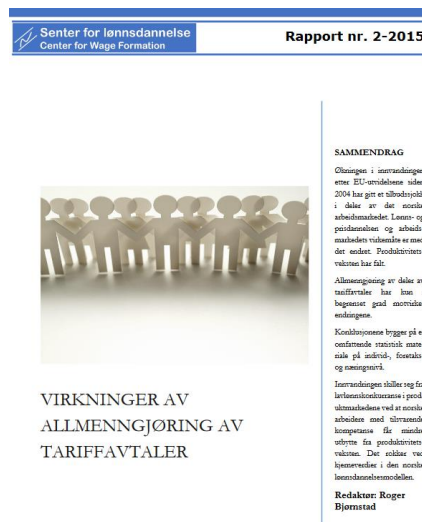 Senter for lønnsdannelse
Center for Wage Formation
Rapport nr. 2-2015
VIRKNINGER AV
ALLMENNGJØRING AV
TARIFFAVTALER
SAMMENDRAG
Økningen i innvandringen
etter EU-utvidelsene siden
2004 har gitt et tilbudssjokk
i deler av det norske
arbeidsmarkedet. Lønns- og
prisdannelsen og arbeids-
markedets virkemåte er med
det endret. Produktivitets-
veksten har falt.
Allmenngjøring av deler av
tariffavtaler har kun
begrenset grad motvirket
endringene.
Konklusjonene bygger på et
omfattende statistisk mate-
riale på individ-, foretaks-
og næringsnivå.
Innvandringen skiller seg fra
lavlønnskonkurranse i prod-
uktmarkedene ved at norske
arbeidere med tilsvarende
kompetanse får mindre
utbytte fra produktivitets-
veksten. Det rokker ved
kjerneverdier i den norske
lønnsdannelsesmodellen.
Redaktør: Roger
Bjørnstad